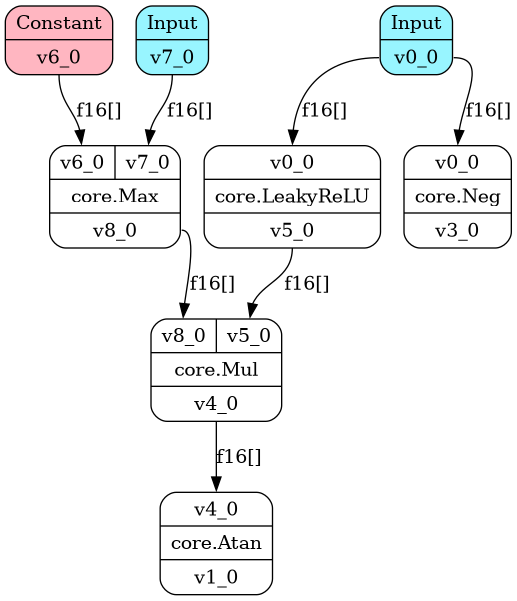 Constant
v6_0
Input
v7_0
Input
v0_0
f16[]
f16[]
f16[]
f16[]
v6_0 v7_0
core.Max
v8_0
v0_0
core.LeakyReLU
v5_0
v0_0
core.Neg
v3_0
f16[]
f16[]
v8_0 v5_0
core.Mul
v4_0
f16[]
v4_0
core.Atan
v1_0